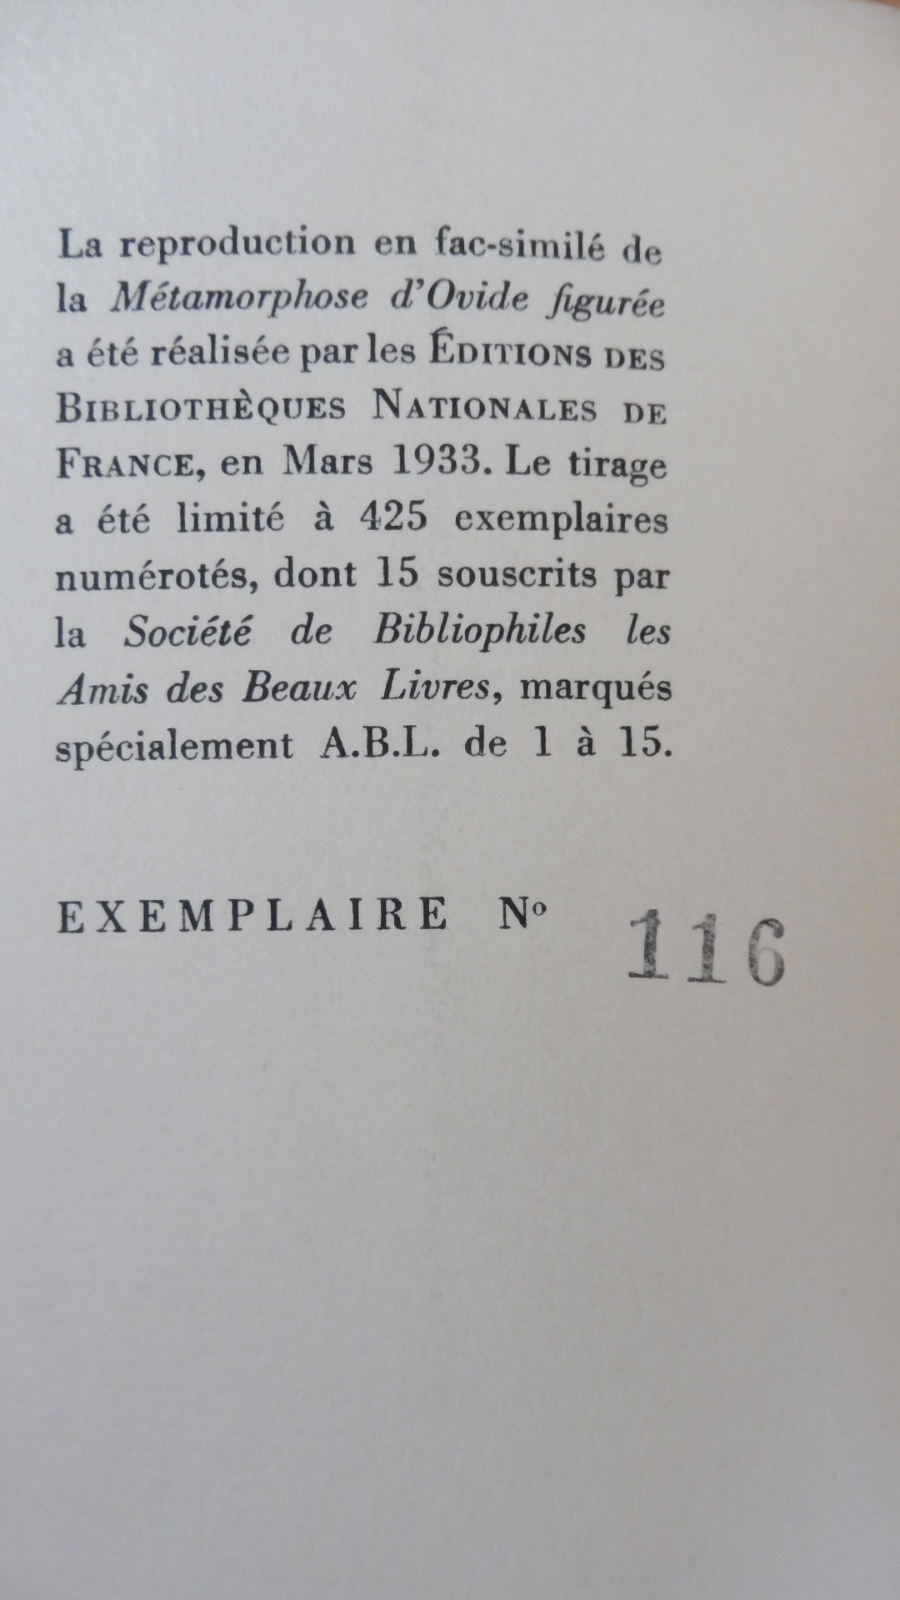 La reproduction en fac-similé de
la Métamorphose d'Ovide figurée
a été réalisée par les ÉDITIONS DES
BIBLIOTHÈQUES NATIONALES DE
FRANCE, en Mars 1933. Le tirage
a été limité à 425 exemplaires
numérotés, dont 15 souscrits par
la Société de Bibliophiles les
Amis des Beaux Livres, marqués
spécialement A.B.L. de 1 à 15.
EXEMPLAIRE Nº 116